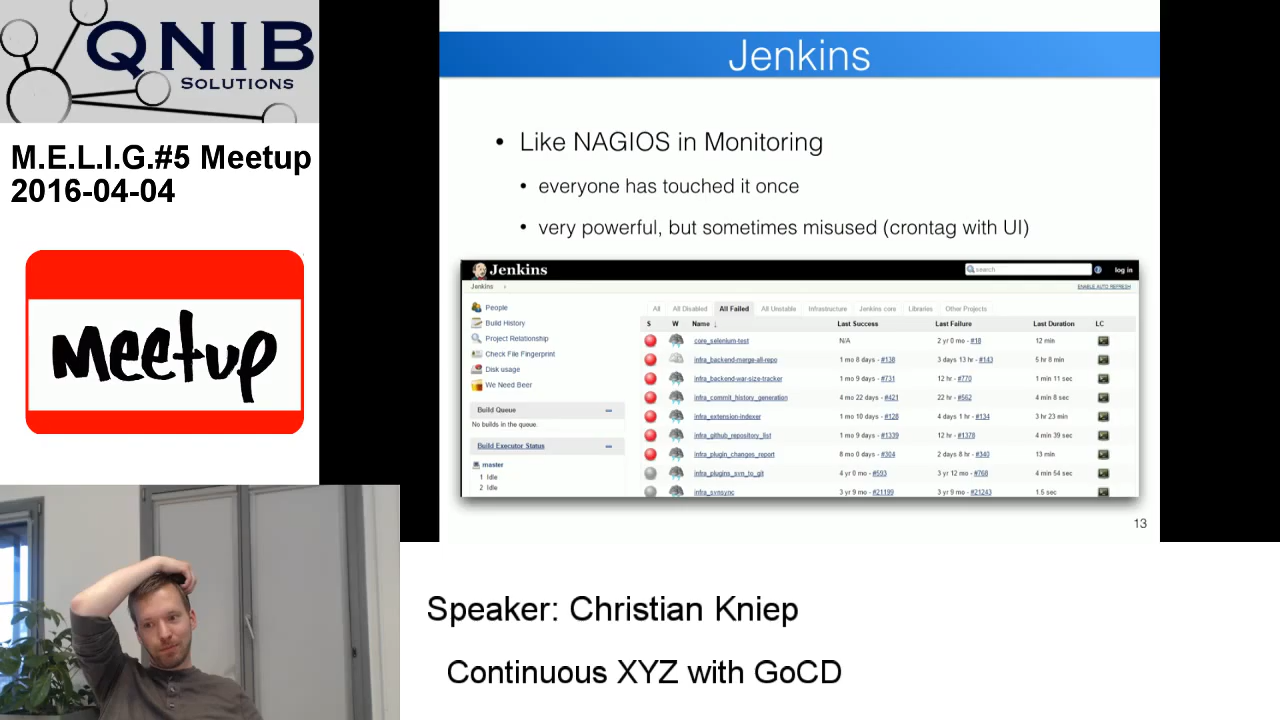 QNIB
SOLUTIONS
M.E.L.I.G.#5 Meetup
2016-04-04
Meetup
Jenkins
• Like NAGIOS in Monitoring
• everyone has touched it once
• very powerful, but sometimes misused (crontag with UI)
Jenkins search log in
Jenkins ENABLE AUTO REFRESH
People
Build History
Project Relationship
Check File Fingerprint
Disk usage
We Need Beer
Build Queue
No builds in the queue.
Build Executor Status
master
1 Idle
2 Idle
All All Disabled All Failed All Unstable Infrastructure Jenkins core Libraries Other Projects
S W Name ↓ Last Success Last Failure Last Duration LC
core_selenium-test N/A 2 yr 0 mo - #18 12 min
infra_backend-merge-all-repo 1 mo 8 days - #138 3 days 13 hr - #143 5 hr 8 min
infra_backend-war-size-tracker 1 mo 9 days - #731 12 hr - #770 1 min 11 sec
infra_commit_history_generation 4 mo 22 days - #421 22 hr - #562 4 min 8 sec
infra_extension-indexer 1 mo 10 days - #128 4 days 1 hr - #134 3 hr 23 min
infra_github_repository_list 1 mo 9 days - #1339 12 hr - #1378 4 min 39 sec
infra_plugin_changes_report 8 mo 0 days - #304 2 days 8 hr - #340 13 min
infra_plugins_svn_to_git 4 yr 0 mo - #593 3 yr 12 mo - #768 4 min 54 sec
infra_svnsync 3 yr 9 mo - #21199 3 yr 9 mo - #21243 1.5 sec
13
Speaker: Christian Kniep
Continuous XYZ with GoCD